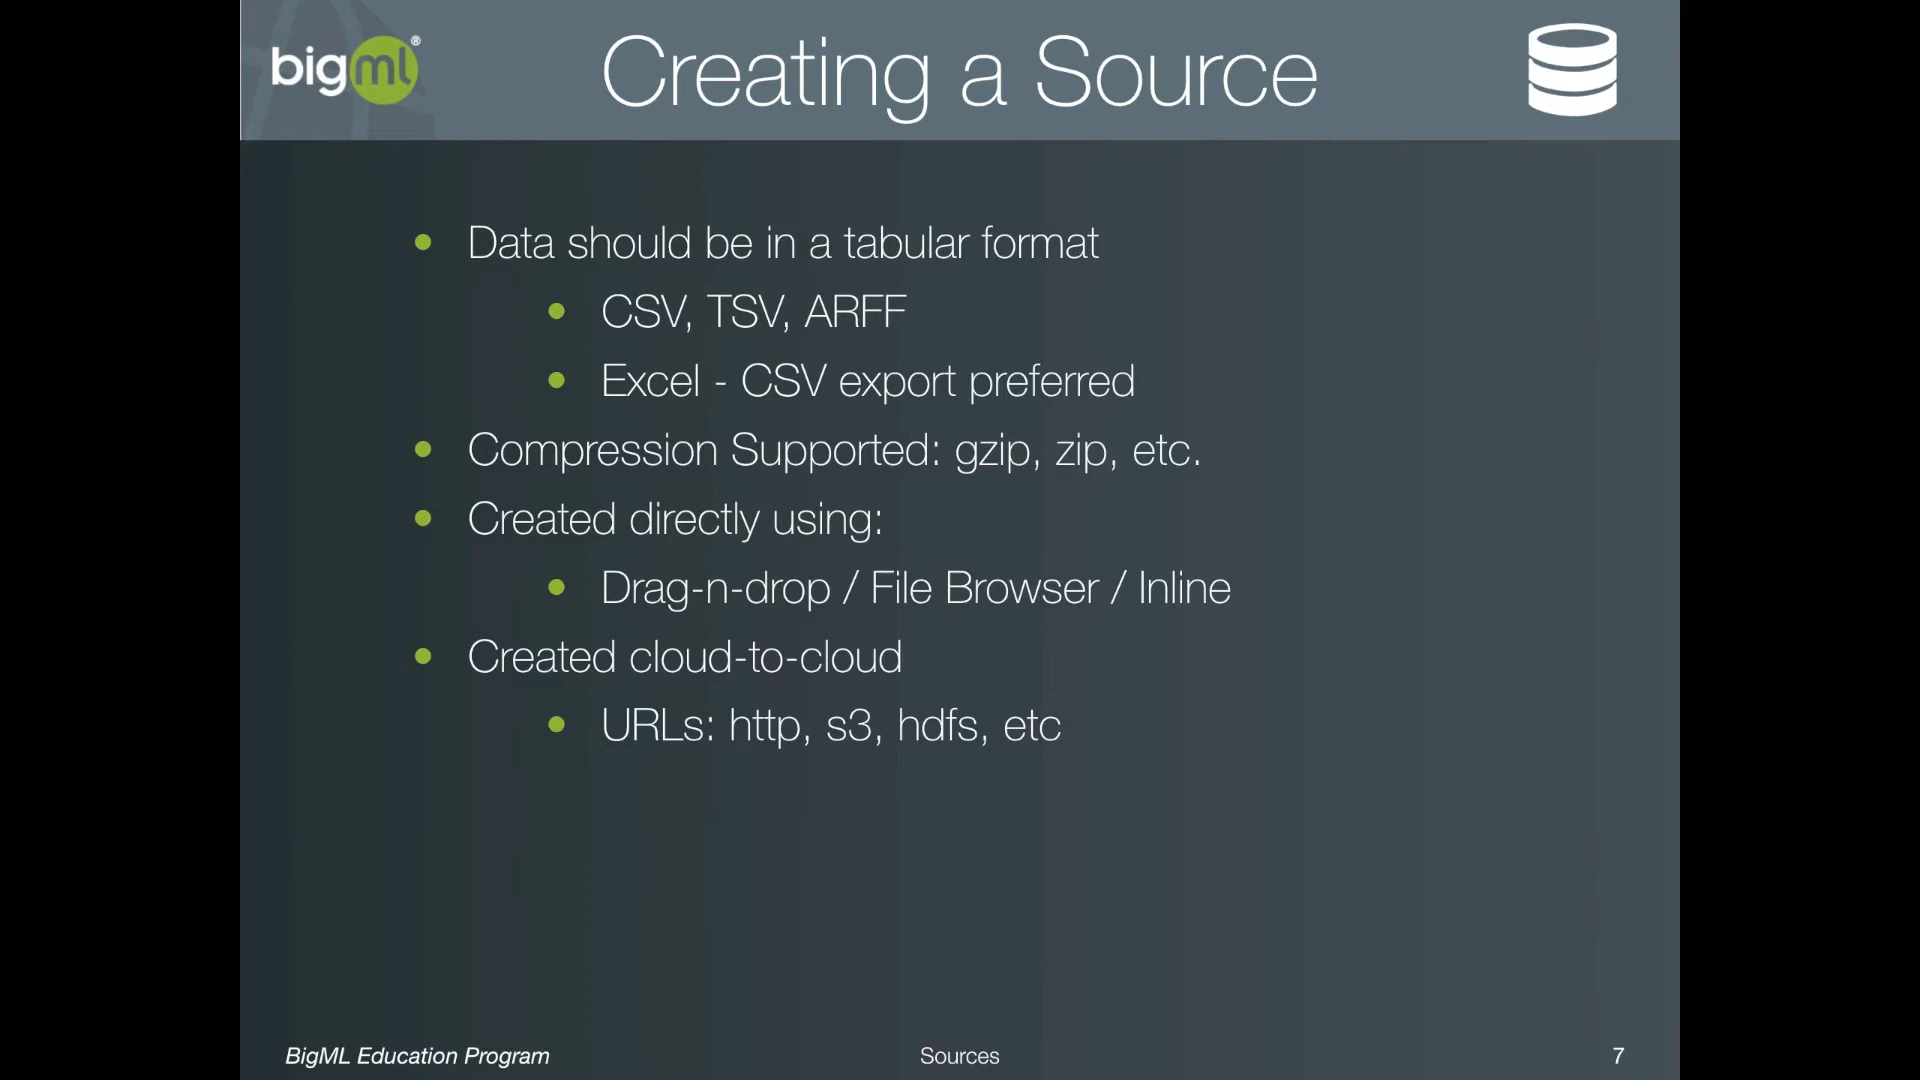 bigml®
Creating a Source
• Data should be in a tabular format
• CSV, TSV, ARFF
• Excel - CSV export preferred
• Compression Supported: gzip, zip, etc.
• Created directly using:
• Drag-n-drop / File Browser / Inline
• Created cloud-to-cloud
• URLs: http, s3, hdfs, etc
BigML Education Program
Sources
7